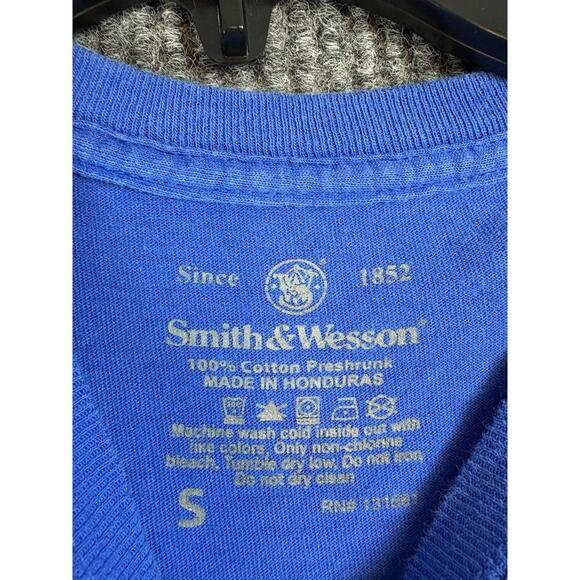 Since 1852
Smith & Wesson®
100% Cotton Preshrunk
MADE IN HONDURAS
Machine wash cold inside out with
like colors, Only non-chlorine
bleach, Tumble dry low, Do not iron,
Do not dry clean
S
RN#